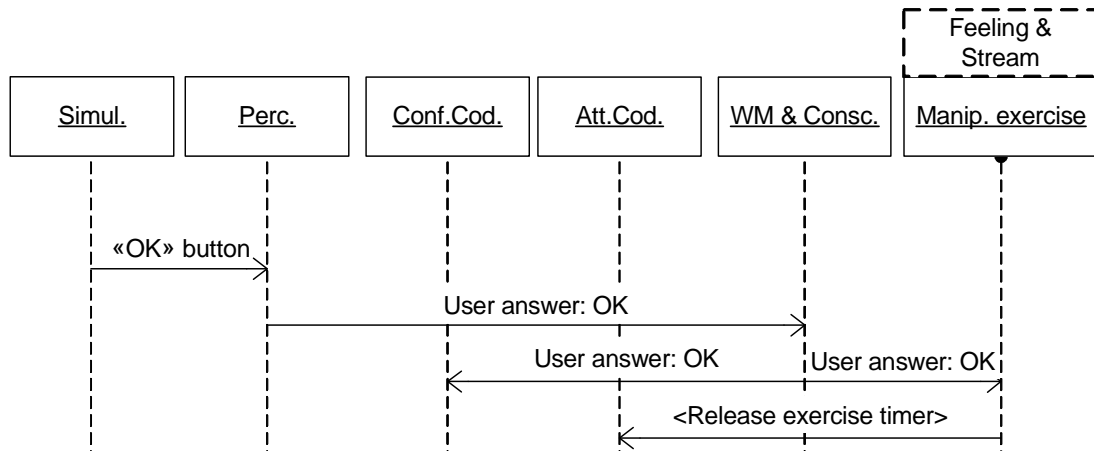 Feeling &
Stream
Simul.
Perc.
Conf.Cod.
Att.Cod.
WM & Consc.
Manip. exercise
«OK» button
User answer: OK
User answer: OK
User answer: OK
<Release exercise timer>